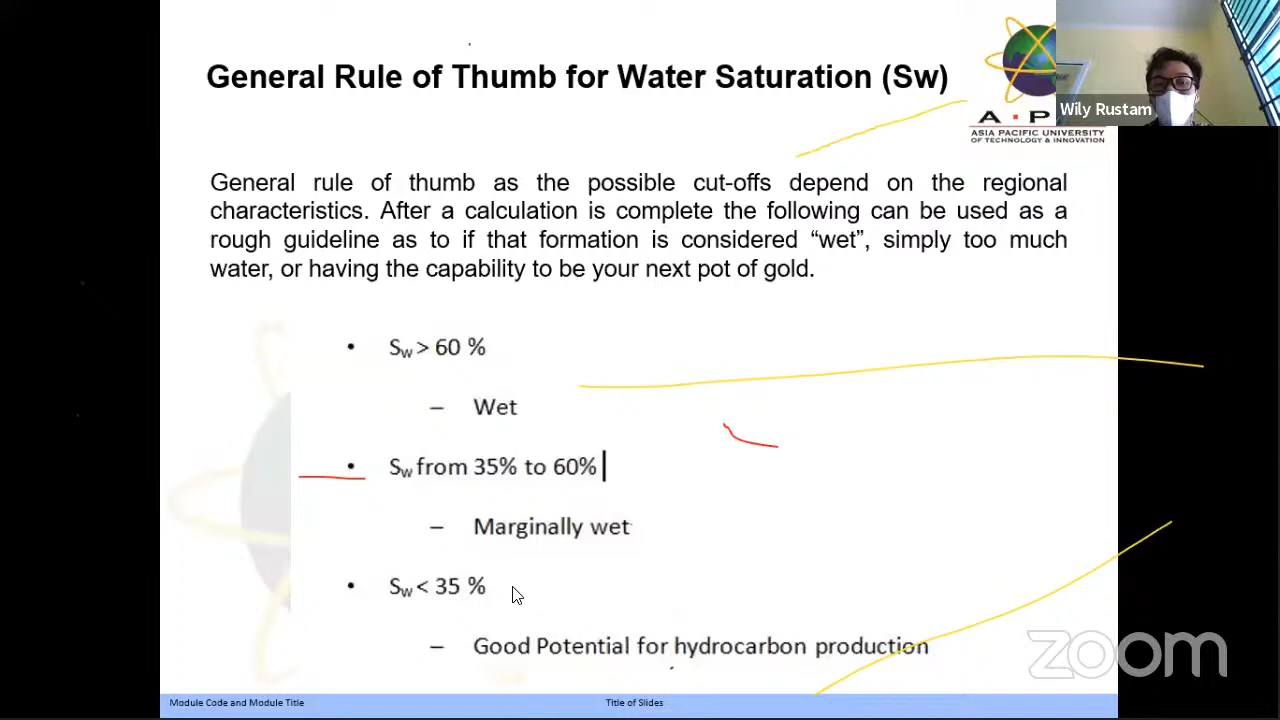 General Rule of Thumb for Water Saturation (Sw)
Wily Rustam
A · P
ASIA PACIFIC UNIVERSITY
OF TECHNOLOGY & INNOVATION
General rule of thumb as the possible cut-offs depend on the regional
characteristics. After a calculation is complete the following can be used as a
rough guideline as to if that formation is considered “wet”, simply too much
water, or having the capability to be your next pot of gold.
• Sw > 60 %
– Wet
• Sw from 35% to 60%
– Marginally wet
• Sw < 35 %
– Good Potential for hydrocarbon production
zoom
Module Code and Module Title
Title of Slides